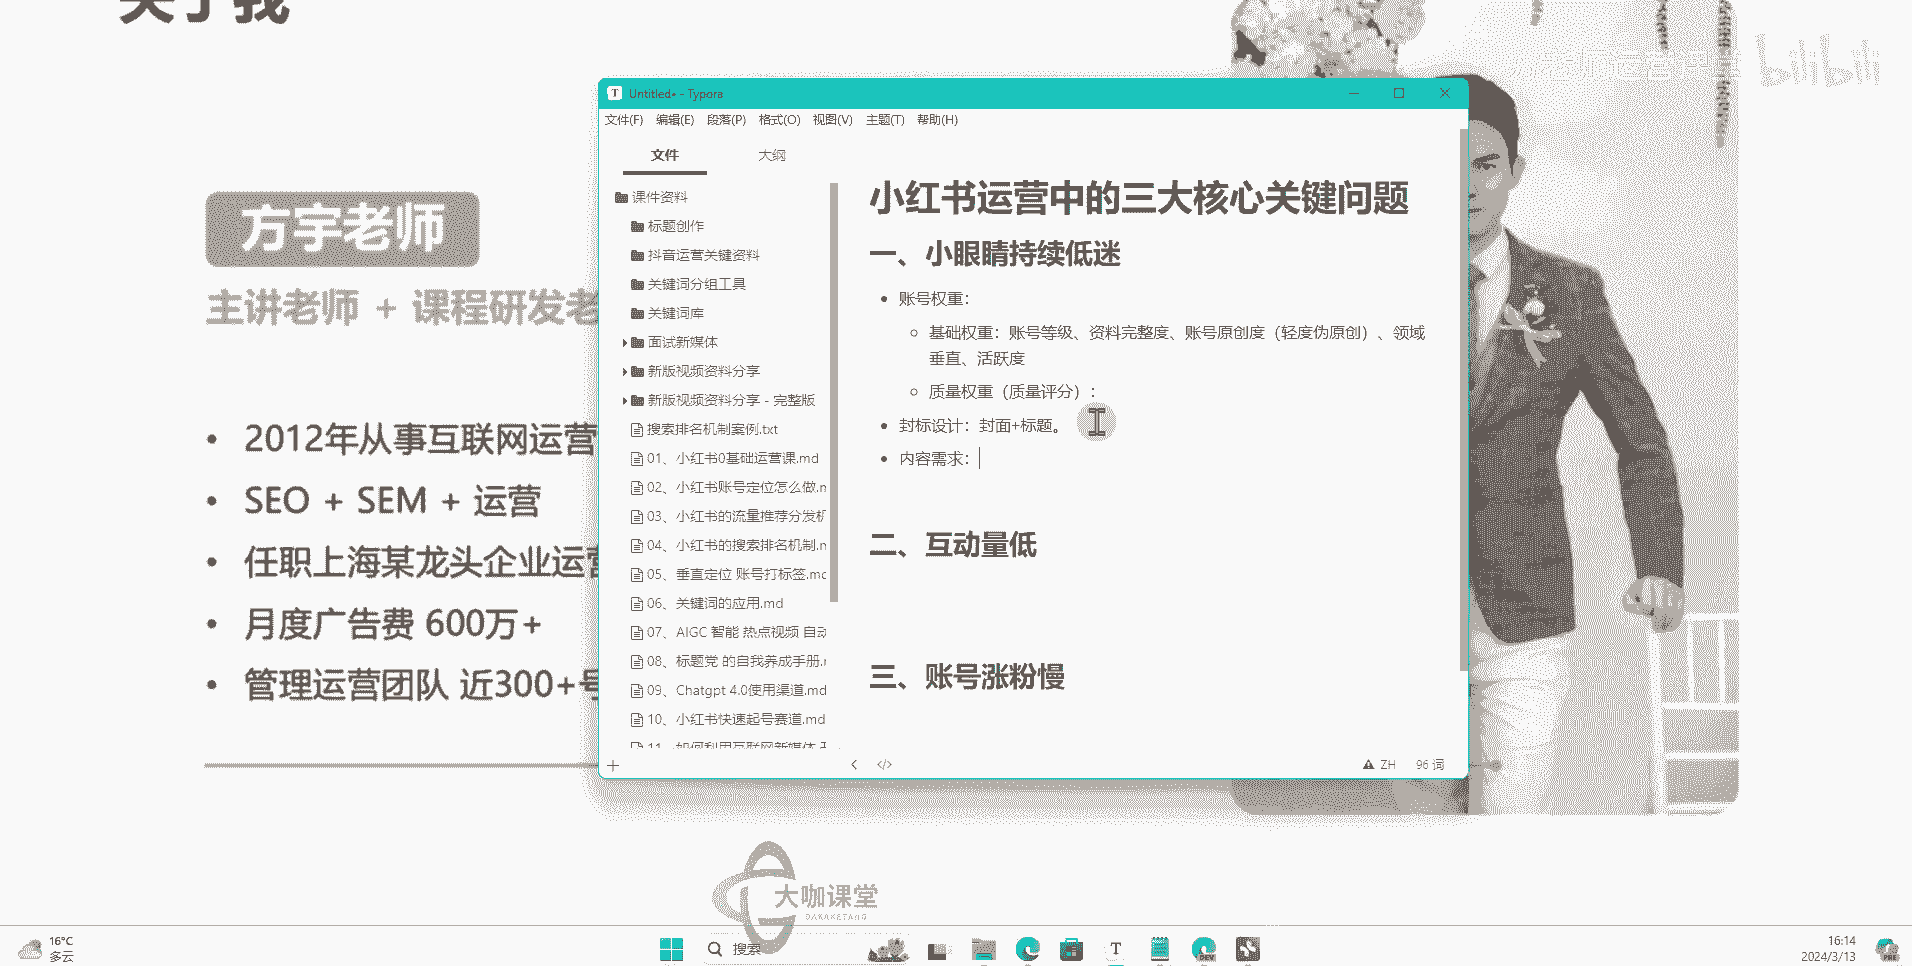 关于我
bilibili
方宇老师
主讲老师 + 课程研发老
2012年从事互联网运营
SEO + SEM + 运营
任职上海某龙头企业运营
月度广告费 600万+
管理运营团队 近300+号
Untitled• - Typora
文件(F) 编辑(E) 段落(P) 格式(O) 视图(V) 主题(T) 帮助(H)
文件 大纲
课件资料
标题创作
抖音运营关键资料
关键词分组工具
关键词库
面试新媒体
新版视频资料分享
新版视频资料分享 - 完整版
搜索排名机制案例.txt
01、小红书0基础运营课.md
02、小红书账号定位怎么做.m
03、小红书的流量推荐分发机
04、小红书的搜索排名机制.m
05、垂直定位 账号打标签.md
06、关键词的应用.md
07、AIGC 智能 热点视频 自动
08、标题党 的自我养成手册.m
09、Chatgpt 4.0使用渠道.md
10、小红书快速起号赛道.md
11、如何利用互联网新媒体
小红书运营中的三大核心关键问题
一、小眼睛持续低迷
账号权重：
基础权重：账号等级、资料完整度、账号原创度（轻度伪原创）、领域
垂直、活跃度
质量权重（质量评分）：
封标设计：封面+标题。
内容需求：
二、互动量低
三、账号涨粉慢
ZH 96 词
大咖课堂
DAKAKETANG
16°C
多云
搜索
16:14
2024/3/13